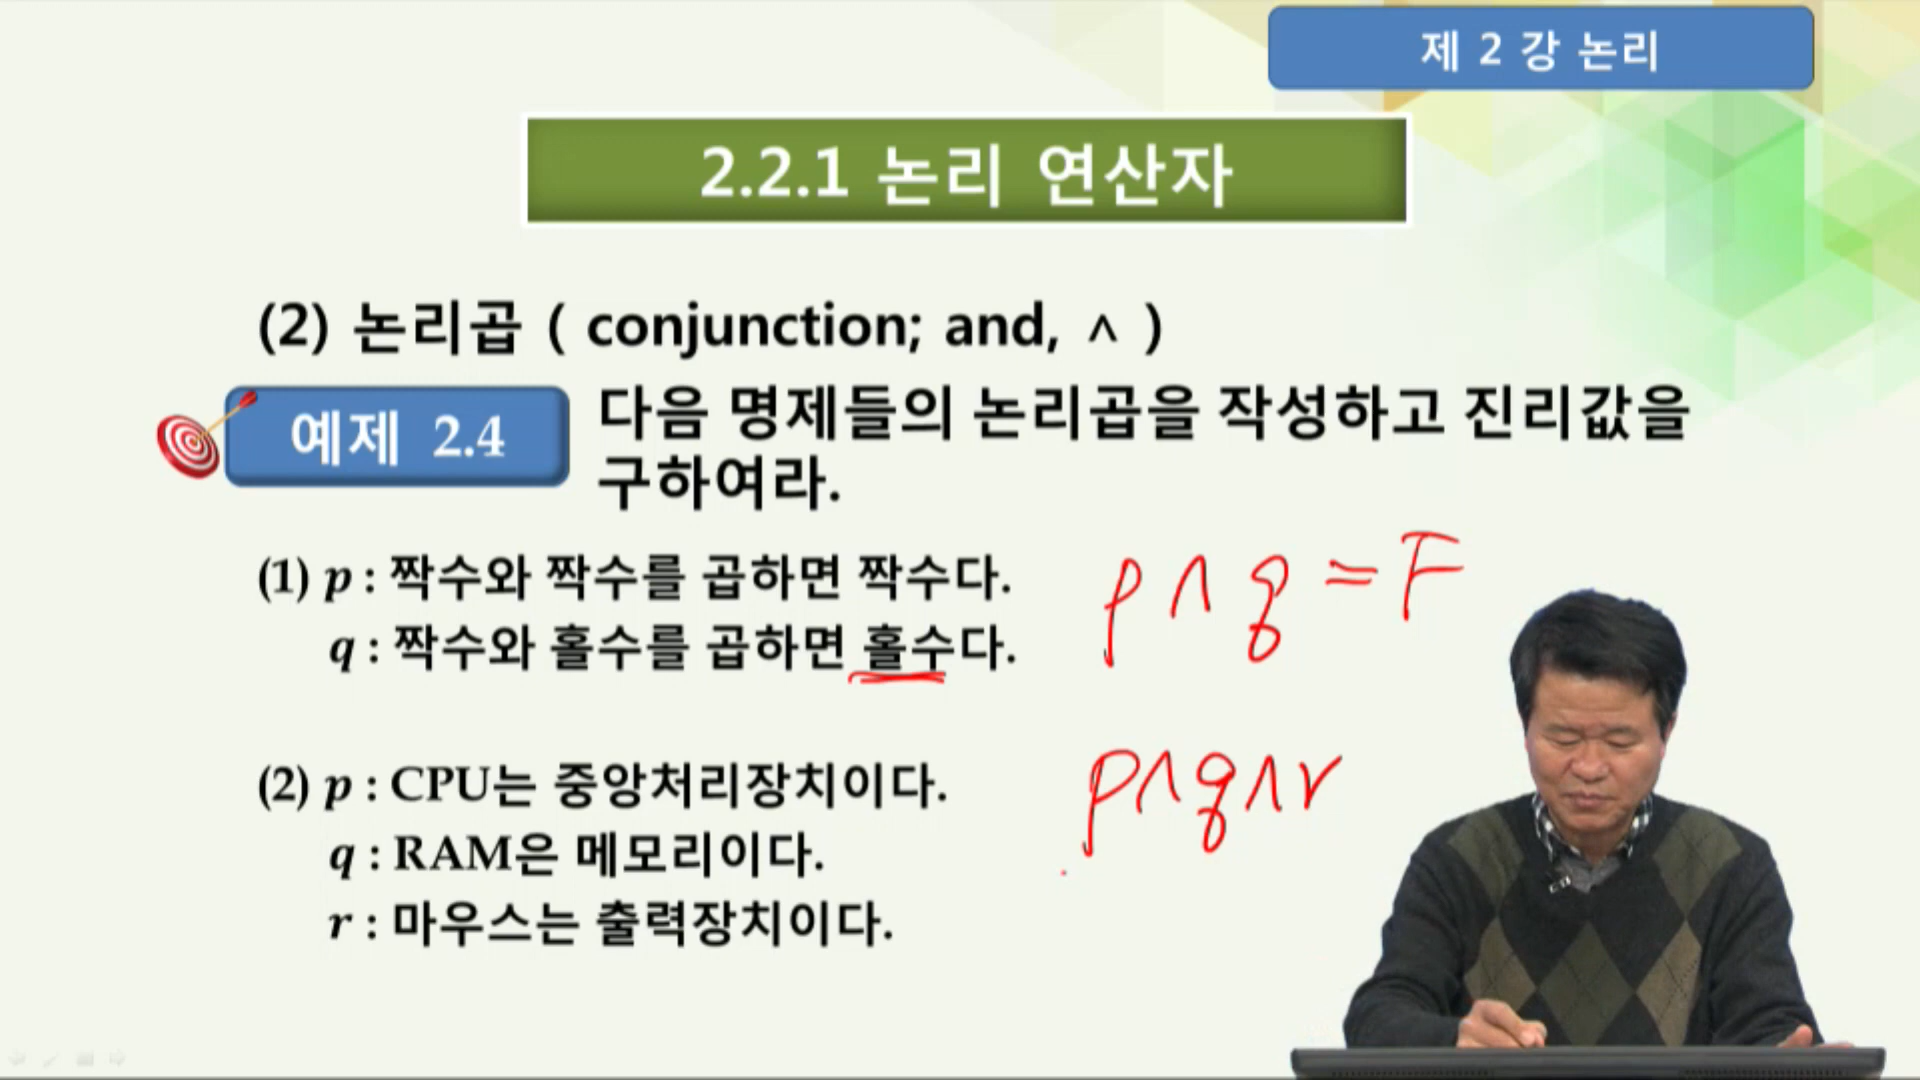 제 2 강 논리
2.2.1 논리 연산자
(2) 논리곱 ( conjunction; and, ∧ )
예제 2.4
다음 명제들의 논리곱을 작성하고 진리값을
구하여라.
(1) p : 짝수와 짝수를 곱하면 짝수다.
q : 짝수와 홀수를 곱하면 홀수다.
p ∧ q = F
(2) p : CPU는 중앙처리장치이다.
q : RAM은 메모리이다.
r : 마우스는 출력장치이다.
p∧q∧r